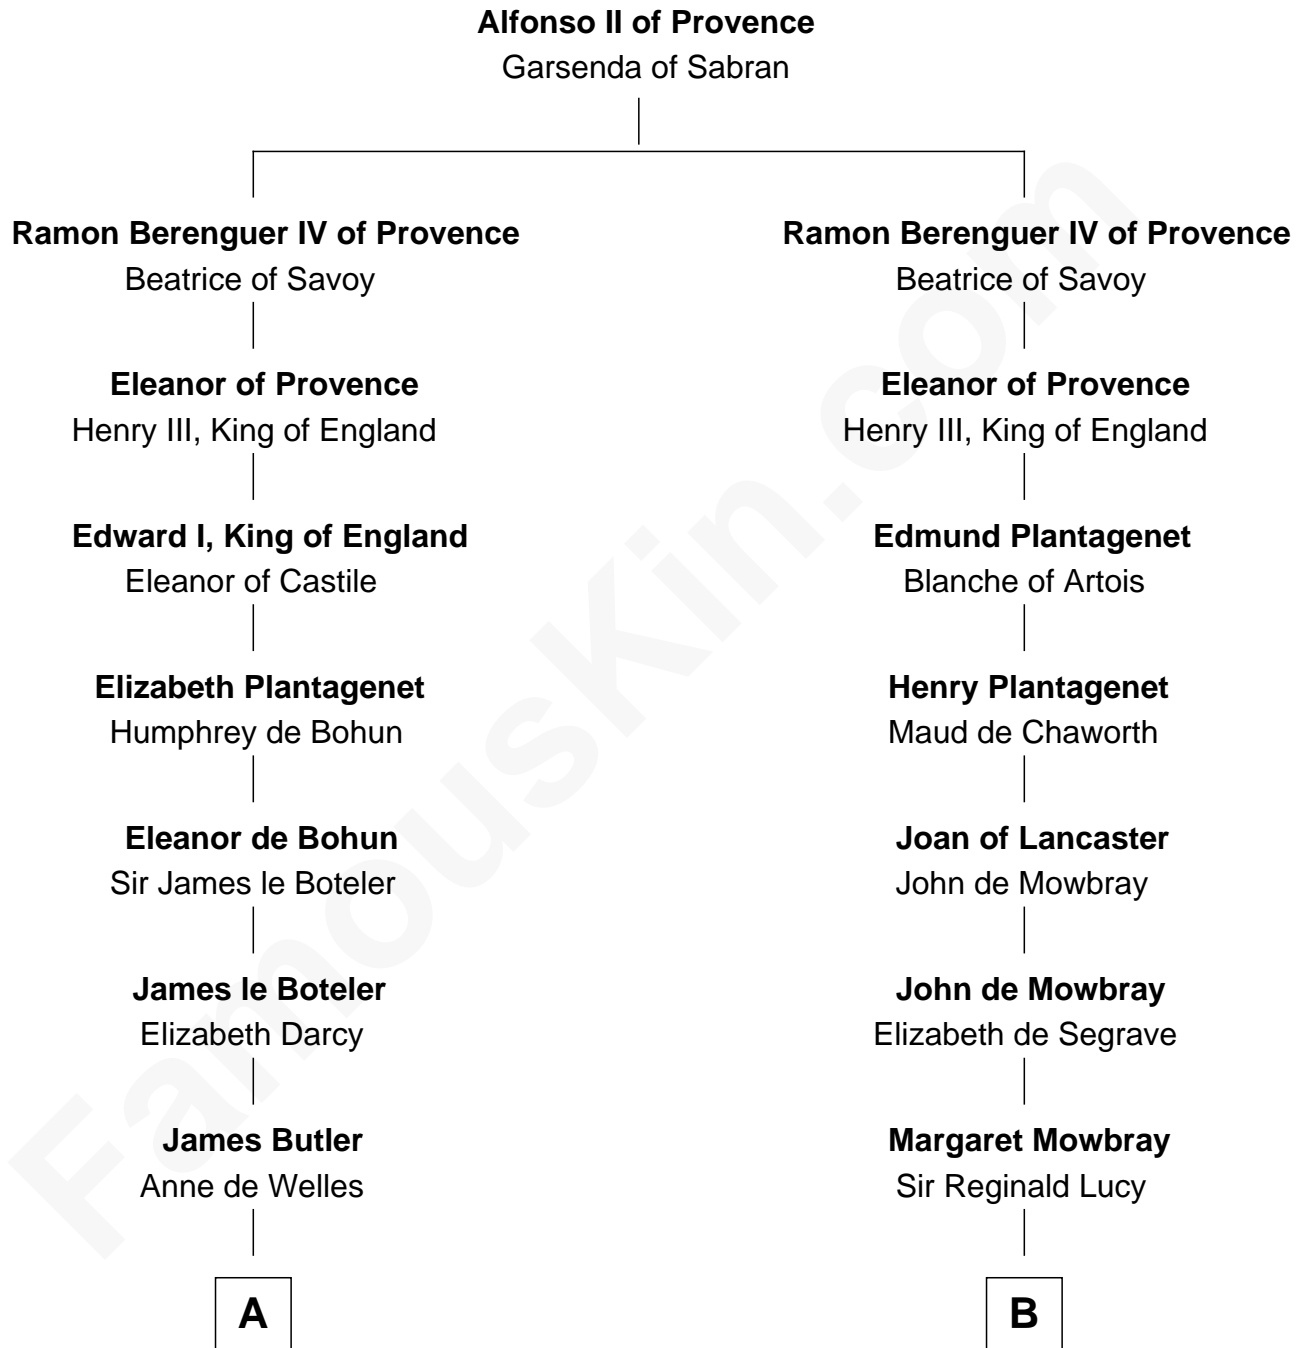 Alfonso II of Provence
Garsenda of Sabran
Ramon Berenguer IV of Provence
Beatrice of Savoy
Eleanor of Provence
Henry III, King of England
Edward I, King of England
Eleanor of Castile
Elizabeth Plantagenet
Humphrey de Bohun
Eleanor de Bohun
Sir James le Boteler
James le Boteler
Elizabeth Darcy
James Butler
Anne de Welles
A
Ramon Berenguer IV of Provence
Beatrice of Savoy
Eleanor of Provence
Henry III, King of England
Edmund Plantagenet
Blanche of Artois
Henry Plantagenet
Maud de Chaworth
Joan of Lancaster
John de Mowbray
John de Mowbray
Elizabeth de Segrave
Margaret Mowbray
Sir Reginald Lucy
B
FamousKin.com